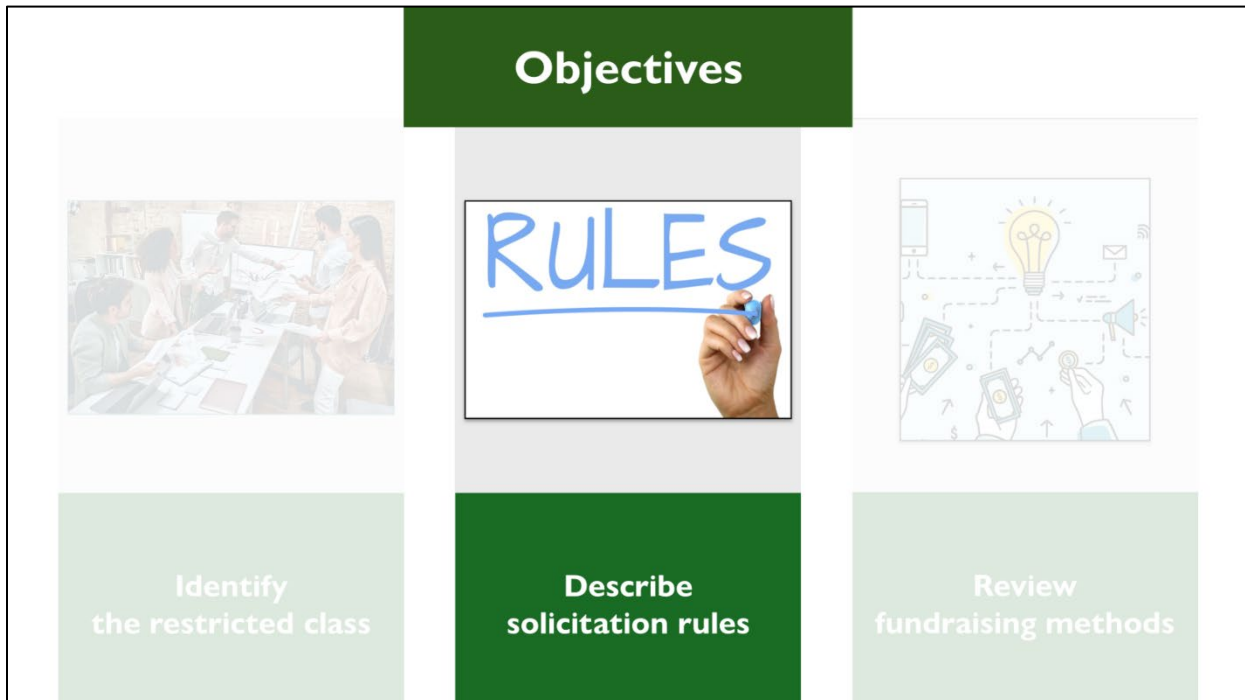 Objectives
RULES
Identify
the restricted class
Describe
solicitation rules
Review
fundraising methods